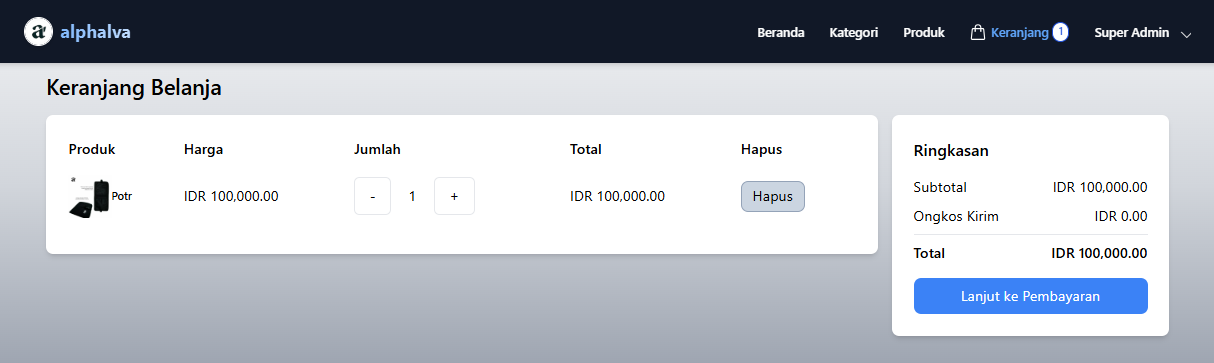 alphalva
Beranda Kategori Produk Keranjang 1 Super Admin
Keranjang Belanja
Produk Harga Jumlah Total Hapus
Potr IDR 100,000.00 - 1 + IDR 100,000.00 Hapus
Ringkasan
Subtotal IDR 100,000.00
Ongkos Kirim IDR 0.00
Total IDR 100,000.00
Lanjut ke Pembayaran